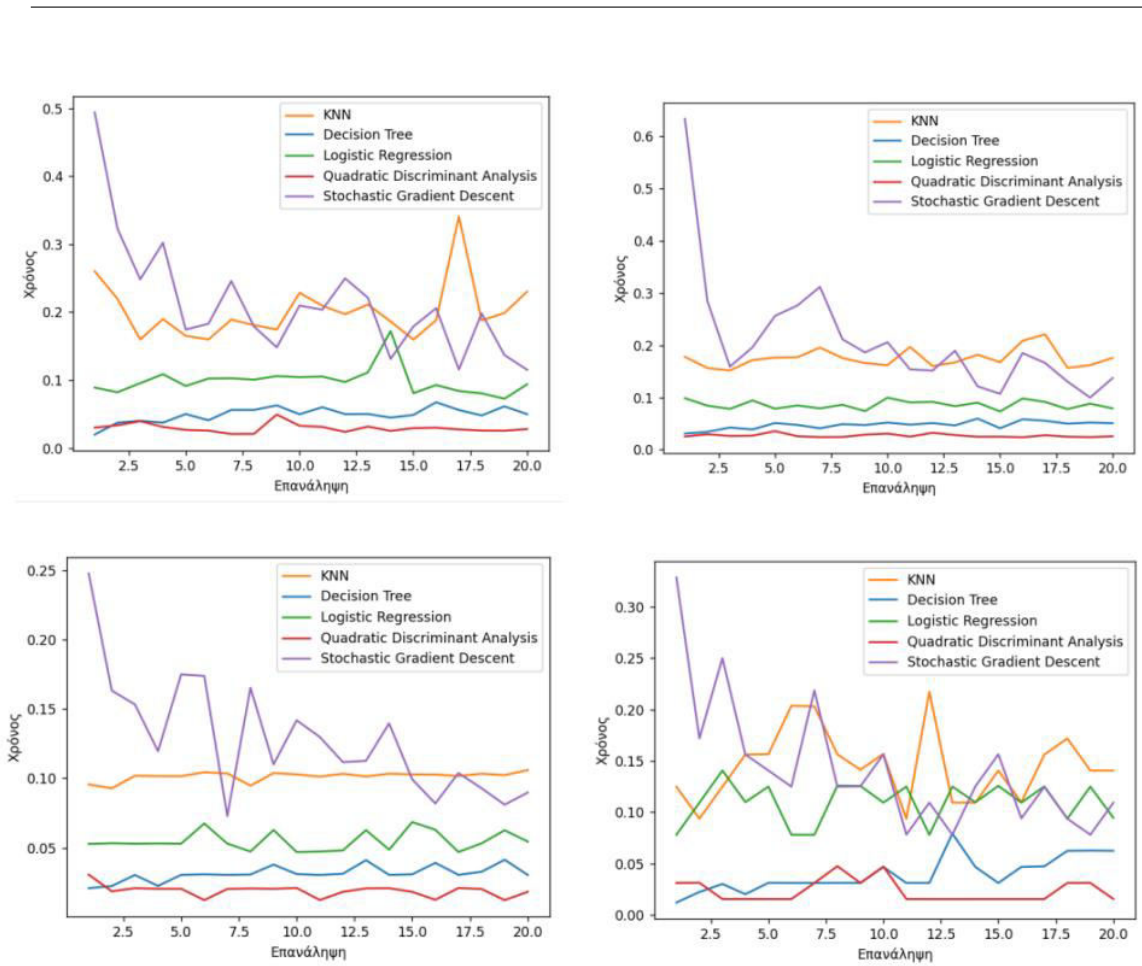 0.5
0.4
0.3
0.2
0.1
0.0
Χρόνος
KNN
Decision Tree
Logistic Regression
Quadratic Discriminant Analysis
Stochastic Gradient Descent
2.5 5.0 7.5 10.0 12.5 15.0 17.5 20.0
Επανάληψη
0.6
0.5
0.4
0.3
0.2
0.1
0.0
Χρόνος
KNN
Decision Tree
Logistic Regression
Quadratic Discriminant Analysis
Stochastic Gradient Descent
2.5 5.0 7.5 10.0 12.5 15.0 17.5 20.0
Επανάληψη
0.25
0.20
0.15
0.10
0.05
Χρόνος
KNN
Decision Tree
Logistic Regression
Quadratic Discriminant Analysis
Stochastic Gradient Descent
2.5 5.0 7.5 10.0 12.5 15.0 17.5 20.0
Επανάληψη
0.30
0.25
0.20
0.15
0.10
0.05
0.00
Χρόνος
KNN
Decision Tree
Logistic Regression
Quadratic Discriminant Analysis
Stochastic Gradient Descent
2.5 5.0 7.5 10.0 12.5 15.0 17.5 20.0
Επανάληψη